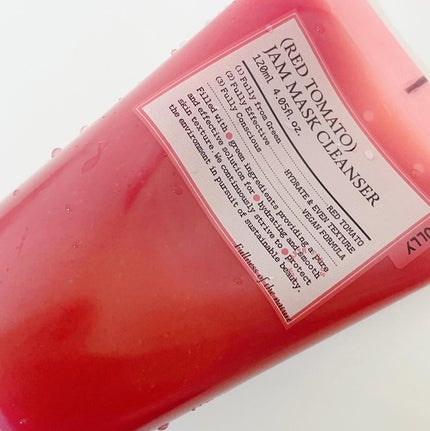 (RED TOMATO)
JAM MASK CLEANSER
120ml 4.05fl. oz.
(1) Fully from Green RED TOMATO
(2) Fully Effective HYDRATE & EVEN TEXTURE
(3) Fully Conscious VEGAN FORMULA
Filled with green ingredients providing a pure
and effective solution for hydrating and smooth
skin texture. We continuously strive to protect
the environment in pursuit of sustainable beauty.
Fullness of the nature
LLY